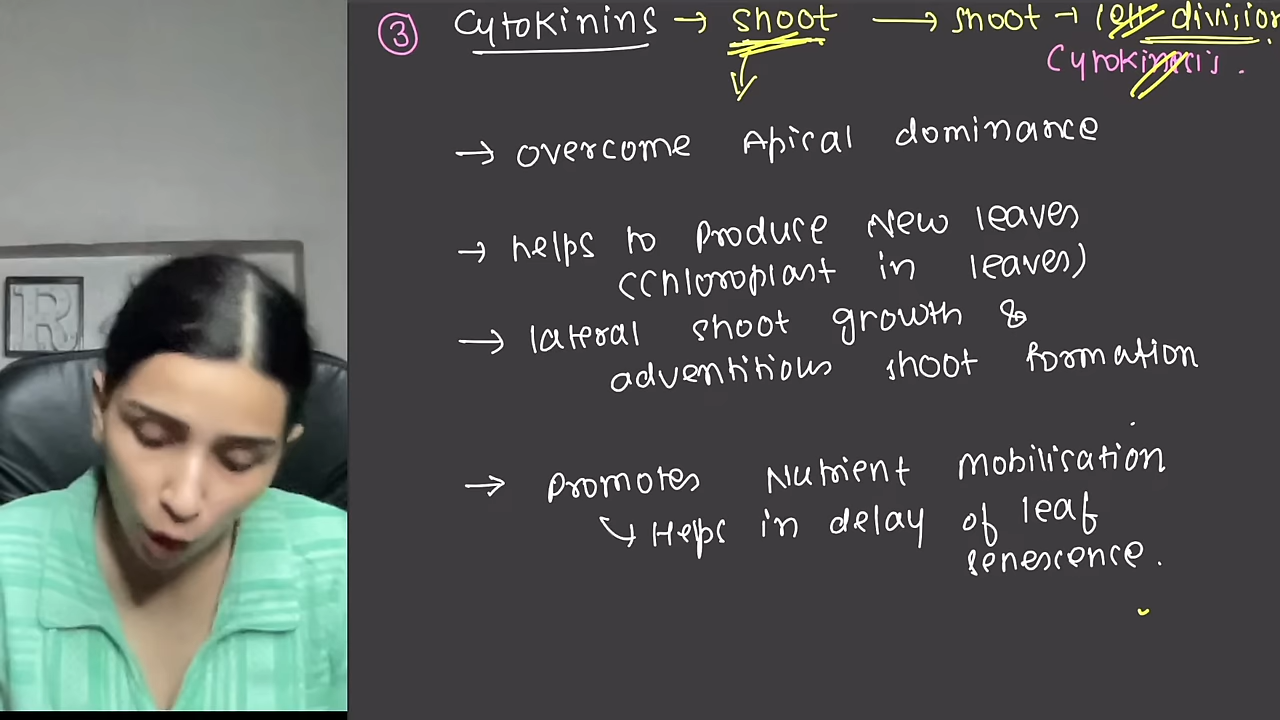 ③ Cytokinins → shoot → shoot → cell division
Cytokinesis.
→ overcome Apical dominance
→ helps to Produce New leaves
(Chloroplast in leaves)
→ lateral shoot growth &
adventitious shoot formation
→ Promotes Nutrient Mobilisation
↳ Helps in delay of leaf
senescence.
R